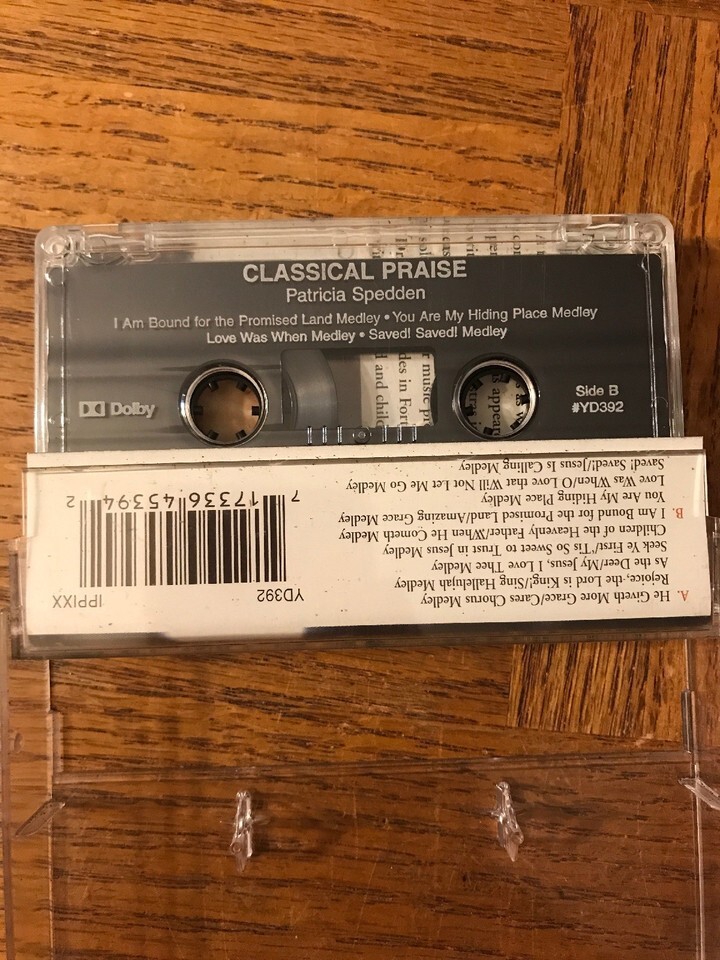 CLASSICAL PRAISE
Patricia Spedden
I Am Bound for the Promised Land Medley • You Are My Hiding Place Medley
Love Was When Medley • Saved! Saved! Medley
Dolby
Side B
#YD392
A. He Giveth More Grace/Cares Chorus Medley
Rejoice, the Lord is King/Sing Hallelujah Medley
As the Deer/My Jesus, I Love Thee Medley
Seek Ye First/'Tis So Sweet to Trust in Jesus Medley
Children of the Heavenly Father/When He Cometh Medley
B. I Am Bound for the Promised Land/Amazing Grace Medley
You Are My Hiding Place Medley
Love Was When/O Love that Will Not Let Me Go Medley
Saved! Saved!/Jesus Is Calling Medley
YD392
1PPIXX
7 17336 45394 2